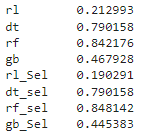 rl 0.212993
dt 0.790158
rf 0.842176
gb 0.467928
rl_Sel 0.190291
dt_sel 0.790158
rf_sel 0.848142
gb_Sel 0.445383